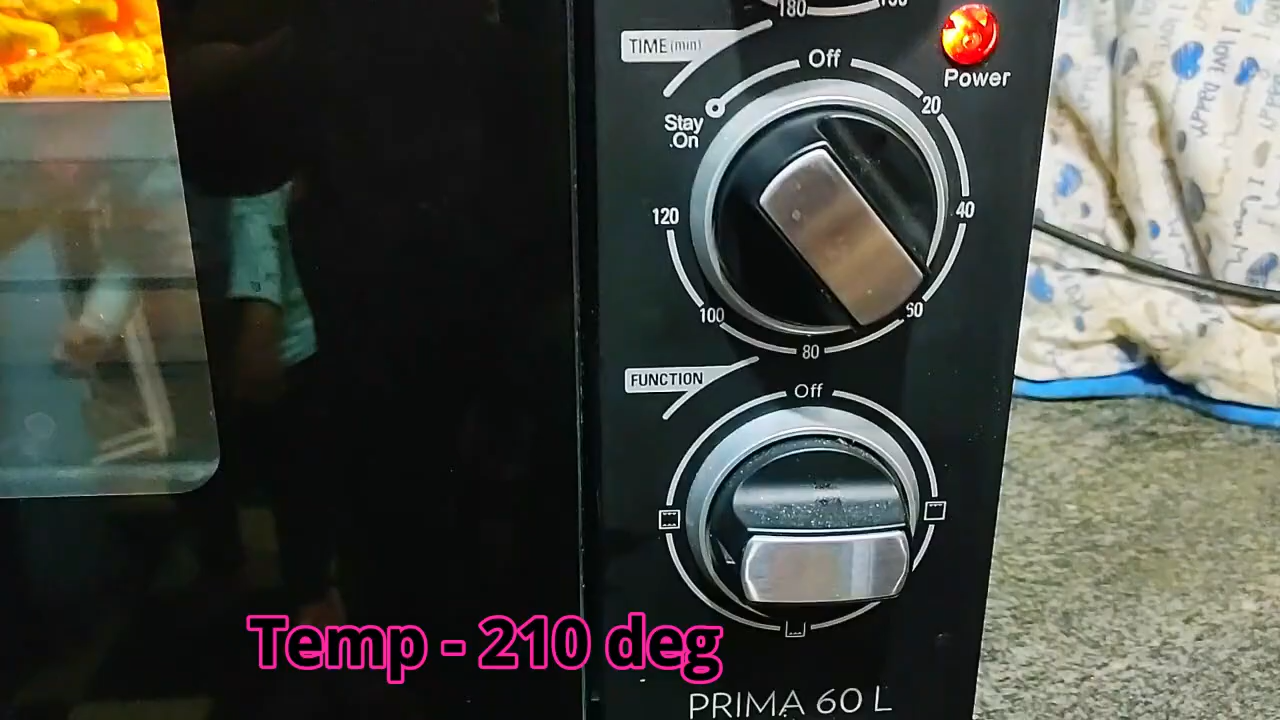 180
TIME (min)
Off
Power
20
Stay
On
120
40
100
60
80
FUNCTION
Off
Temp - 210 deg
PRIMA 60 L